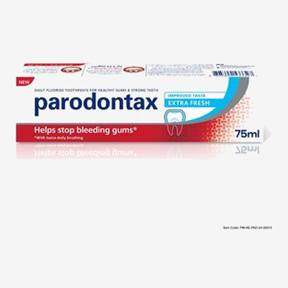 NEW
DAILY FLUORIDE TOOTHPASTE FOR HEALTHY GUMS & STRONG TEETH
parodontax
IMPROVED TASTE
EXTRA FRESH
Helps stop bleeding gums*
*With twice daily brushing
75ml